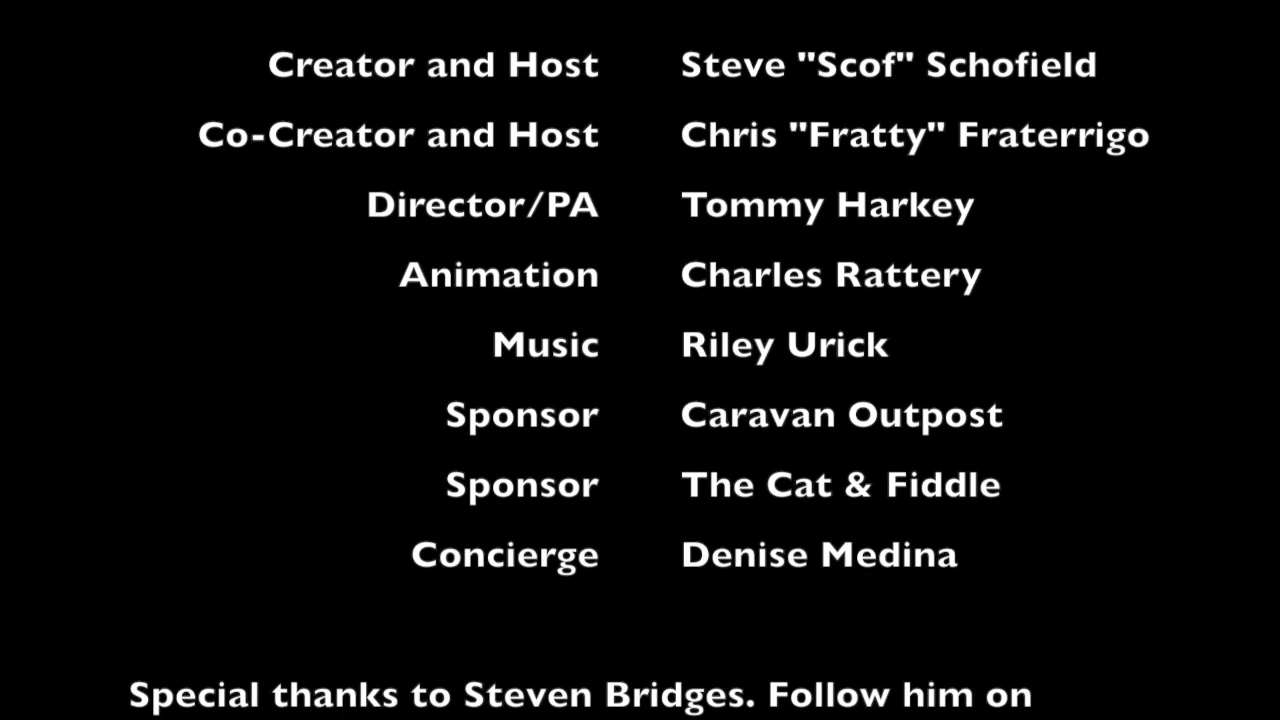 Creator and Host Steve "Scof" Schofield
Co-Creator and Host Chris "Fratty" Fraterrigo
Director/PA Tommy Harkey
Animation Charles Rattery
Music Riley Urick
Sponsor Caravan Outpost
Sponsor The Cat & Fiddle
Concierge Denise Medina
Special thanks to Steven Bridges. Follow him on